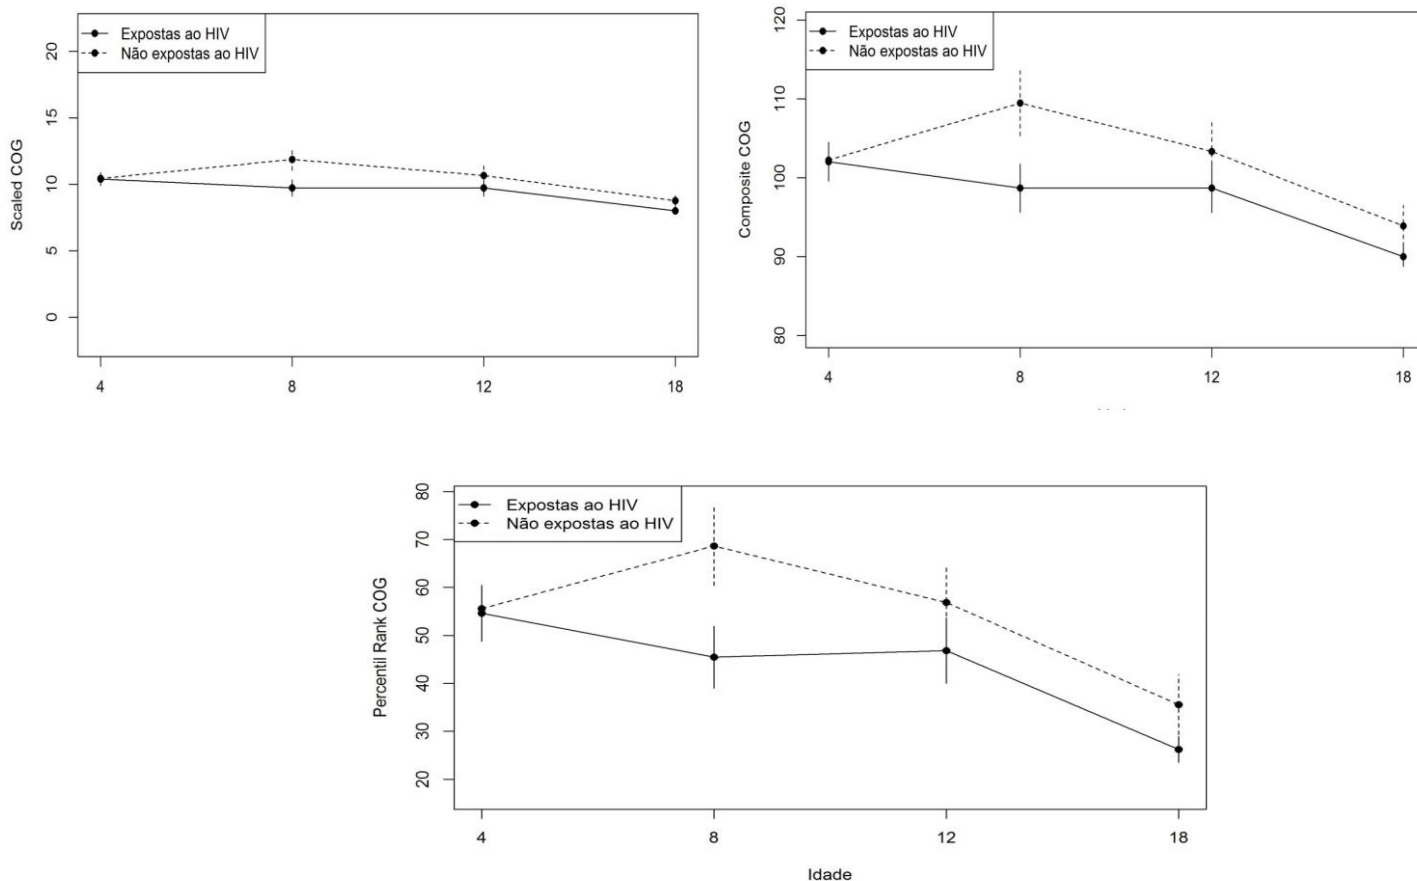 Expostas ao HIV
Não expostas ao HIV
Scaled COG
20
15
10
5
0
4 8 12 18
Expostas ao HIV
Não expostas ao HIV
Composite COG
120
110
100
90
80
4 8 12 18
Expostas ao HIV
Não expostas ao HIV
Percentil Rank COG
80
70
60
50
40
30
20
4 8 12 18
Idade